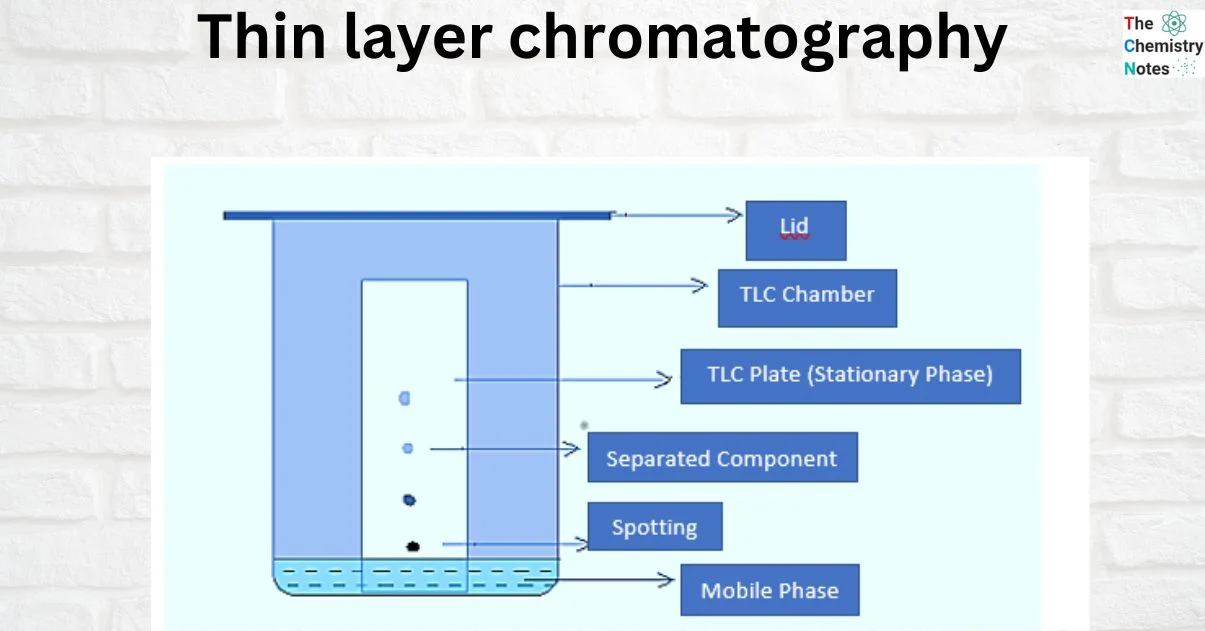 Thin layer chromatography
The
Chemistry
Notes
Lid
TLC Chamber
TLC Plate (Stationary Phase)
Separated Component
Spotting
Mobile Phase